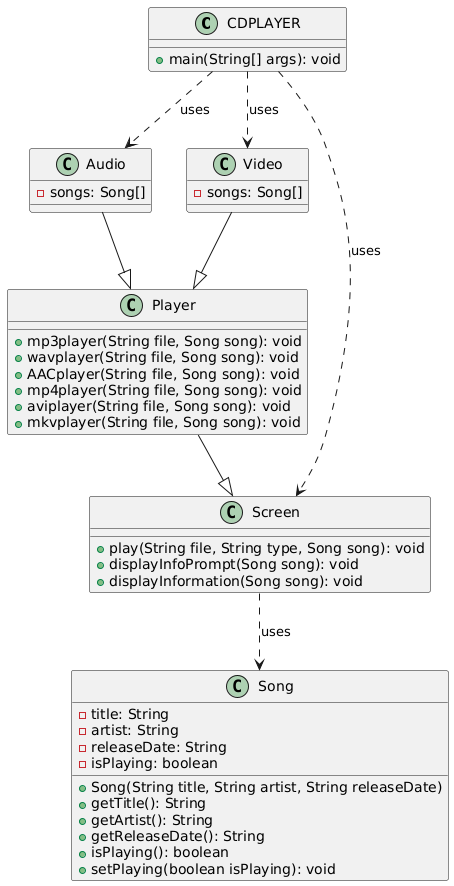 C CDPLAYER
main(String[] args): void
uses
uses
C Audio
songs: Song[]
C Video
songs: Song[]
uses
C Player
mp3player(String file, Song song): void
wavplayer(String file, Song song): void
AACplayer(String file, Song song): void
mp4player(String file, Song song): void
aviplayer(String file, Song song): void
mkvplayer(String file, Song song): void
C Screen
play(String file, String type, Song song): void
displayInfoPrompt(Song song): void
displayInformation(Song song): void
uses
C Song
title: String
artist: String
releaseDate: String
isPlaying: boolean
Song(String title, String artist, String releaseDate)
getTitle(): String
getArtist(): String
getReleaseDate(): String
isPlaying(): boolean
setPlaying(boolean isPlaying): void